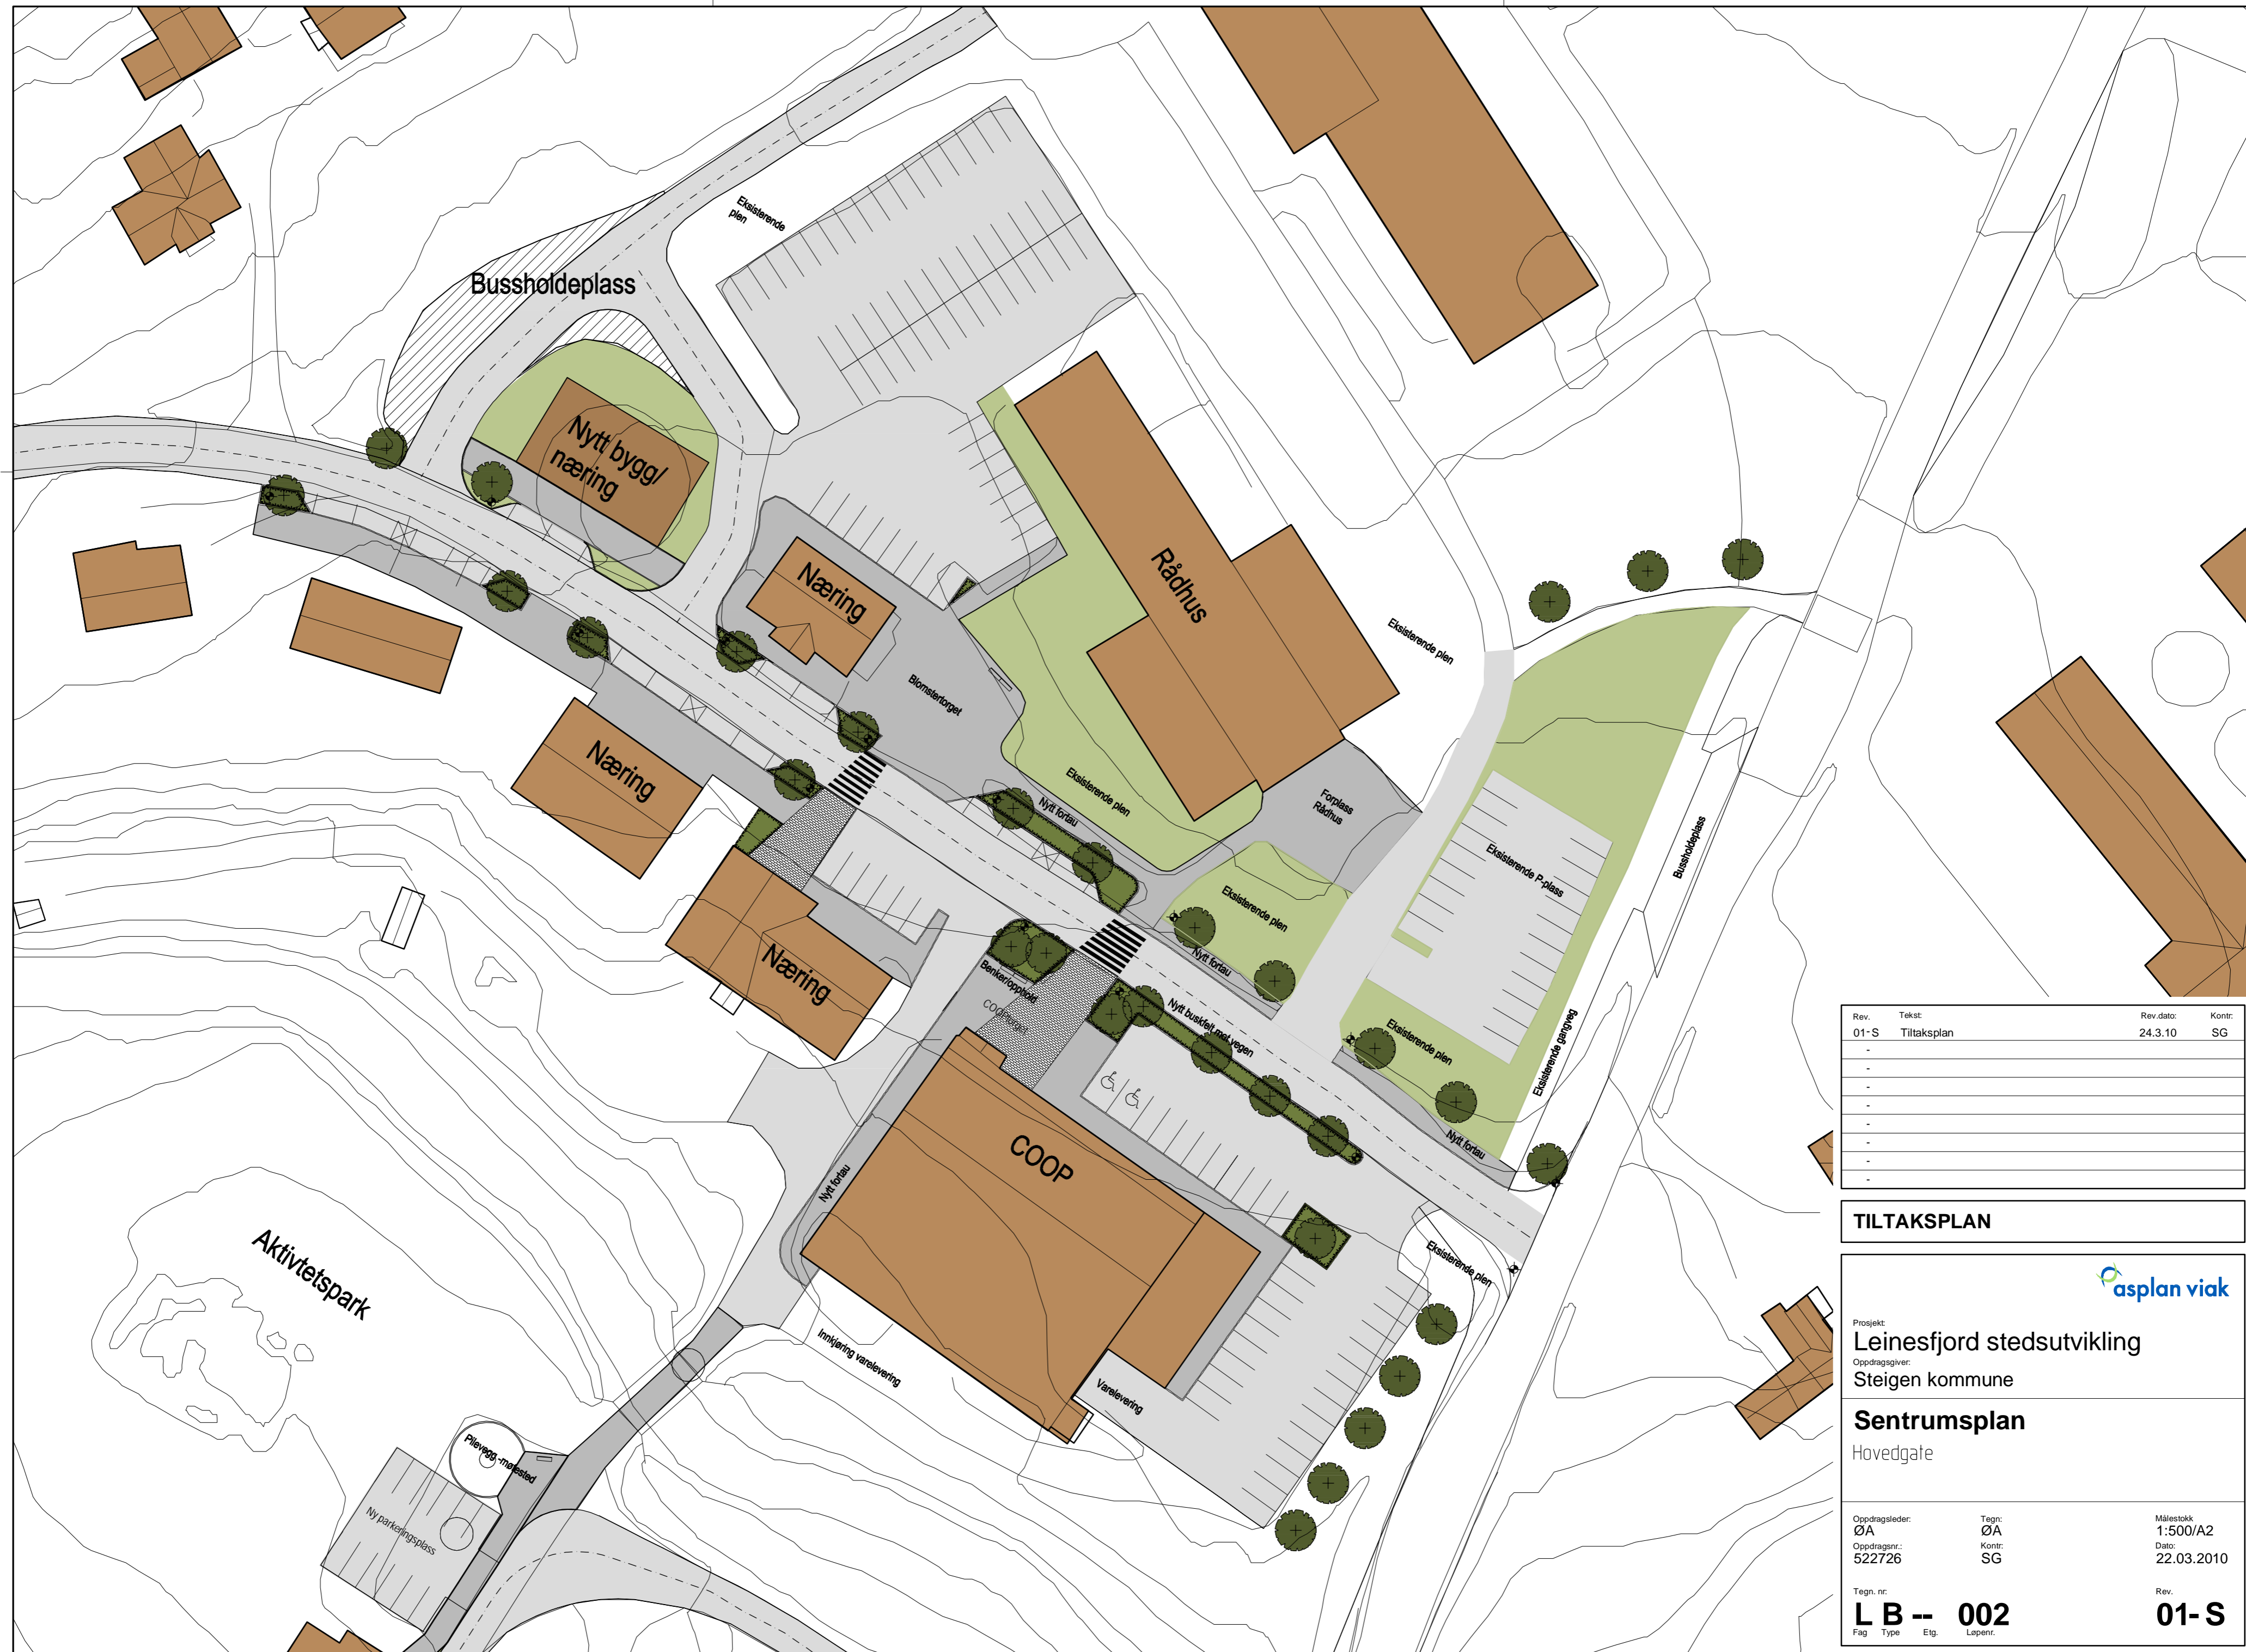 Eksisterende
plen
Bussholdeplass
Nytt bygg/
næring
Næring
Rådhus
Eksisterende plen
Blomstertorget
Næring
Eksisterende plen
Nytt fortau
Forplass
Rådhus
Eksisterende P-plass
Bussholdeplass
Eksisterende plen
Nytt fortau
Næring
Benker/opphold
COOPtorget
Nytt buskfelt mot vegen
Eksisterende plen
Eksisterende gangveg
Nytt fortau
COOP
Nytt fortau
Eksisterende plen
Aktivtetspark
Innkjøring varelevering
Varelevering
Pilevegg -møtested
Ny parkeringsplass
Rev. Tekst: Rev.dato: Kontr:
01-S Tiltaksplan 24.3.10 SG
-
-
-
-
-
-
-
-
TILTAKSPLAN
asplan viak
Prosjekt:
Leinesfjord stedsutvikling
Oppdragsgiver:
Steigen kommune
Sentrumsplan
Hovedgate
Oppdragsleder: Tegn: Målestokk
ØA ØA 1:500/A2
Oppdragsnr.: Kontr: Dato:
522726 SG 22.03.2010
Tegn. nr: Rev.
L B -- 002 01- S
Fag Type Etg. Løpenr.